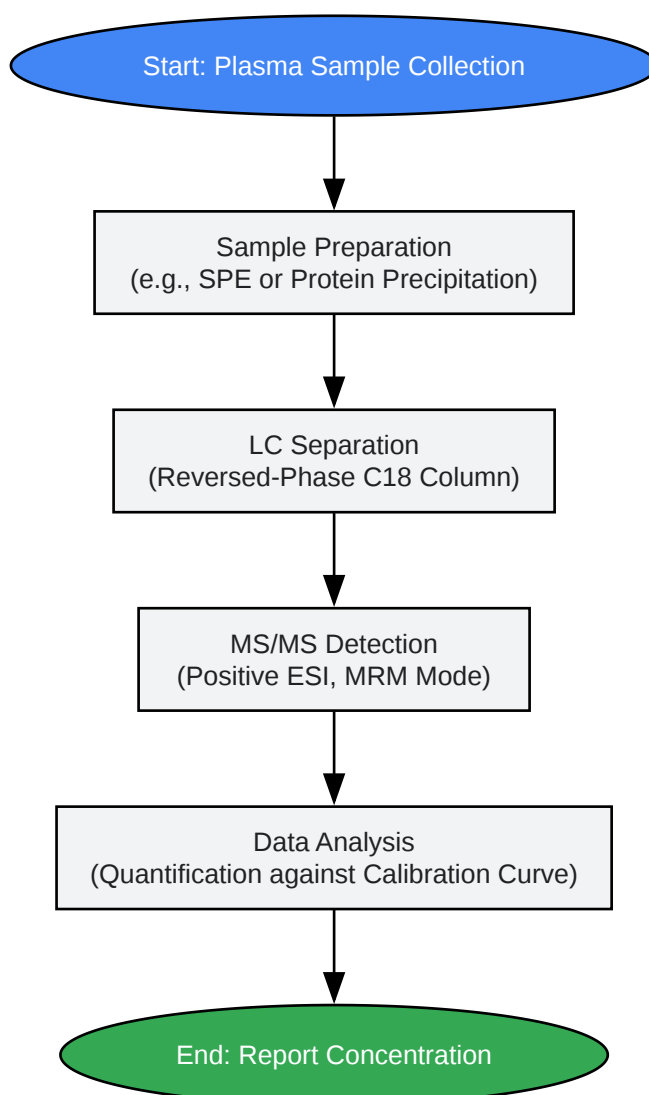 Start: Plasma Sample Collection
Sample Preparation
(e.g., SPE or Protein Precipitation)
LC Separation
(Reversed-Phase C18 Column)
MS/MS Detection
(Positive ESI, MRM Mode)
Data Analysis
(Quantification against Calibration Curve)
End: Report Concentration